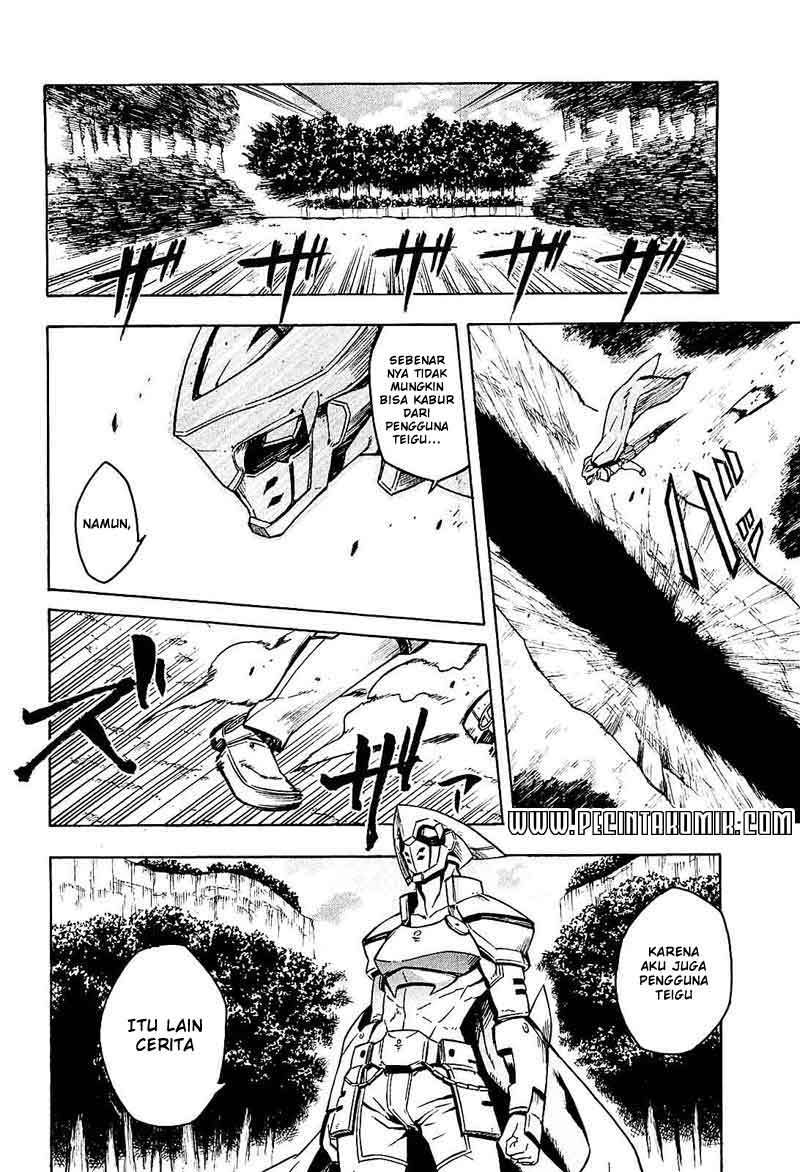 ザザザザザ
SEBENAR
NYA TIDAK
MUNGKIN
BISA KABUR
DARI
PENGGUNA
TEIGU...
NAMUN,
バッ
ズザァッ
WWW.PECINTAKOMIK.COM
KARENA
AKU JUGA
PENGGUNA
TEIGU
ITU LAIN
CERITA